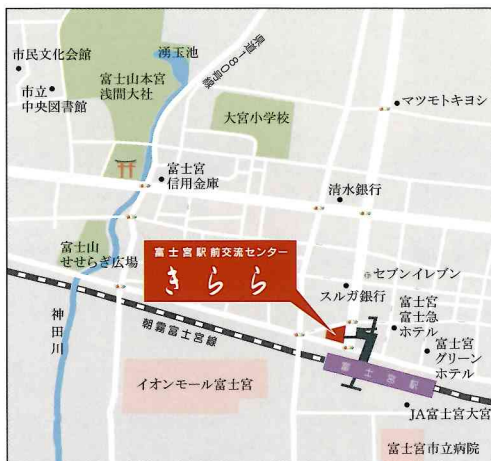 市民文化会館
市立
中央図書館
湧玉池
富士山本宮
浅間大社
県道180号線
大宮小学校
マツモトキヨシ
富士宮
信用金庫
清水銀行
富士山
せせらぎ広場
富士宮駅前交流センター
きらら
セブンイレブン
スルガ銀行
富士宮
富士急
ホテル
富士宮
グリーン
ホテル
神田川
朝霧富士宮線
イオンモール富士宮
富士宮駅
JA富士宮大宮
富士宮市立病院